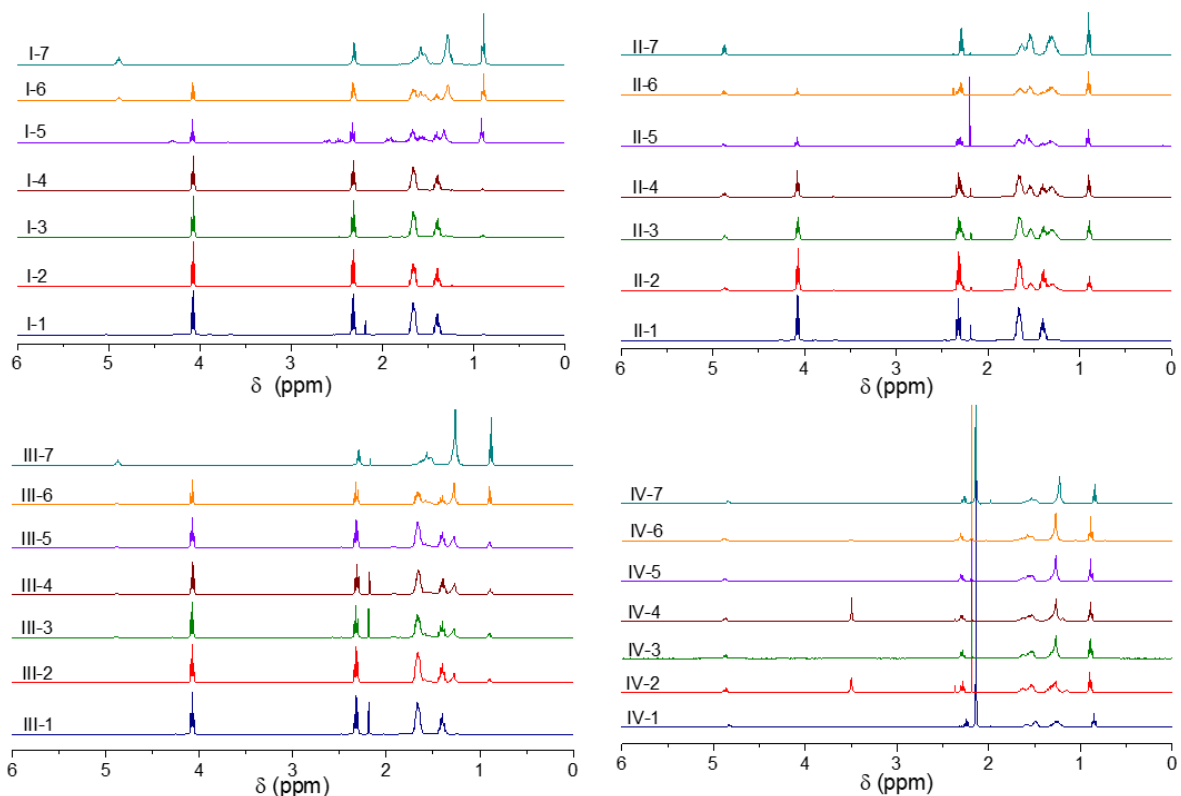 I-7
I-6
I-5
I-4
I-3
I-2
I-1
6 5 4 3 2 1 0
δ (ppm)
II-7
II-6
II-5
II-4
II-3
II-2
II-1
6 5 4 3 2 1 0
δ (ppm)
III-7
III-6
III-5
III-4
III-3
III-2
III-1
6 5 4 3 2 1 0
δ (ppm)
IV-7
IV-6
IV-5
IV-4
IV-3
IV-2
IV-1
6 5 4 3 2 1 0
δ (ppm)